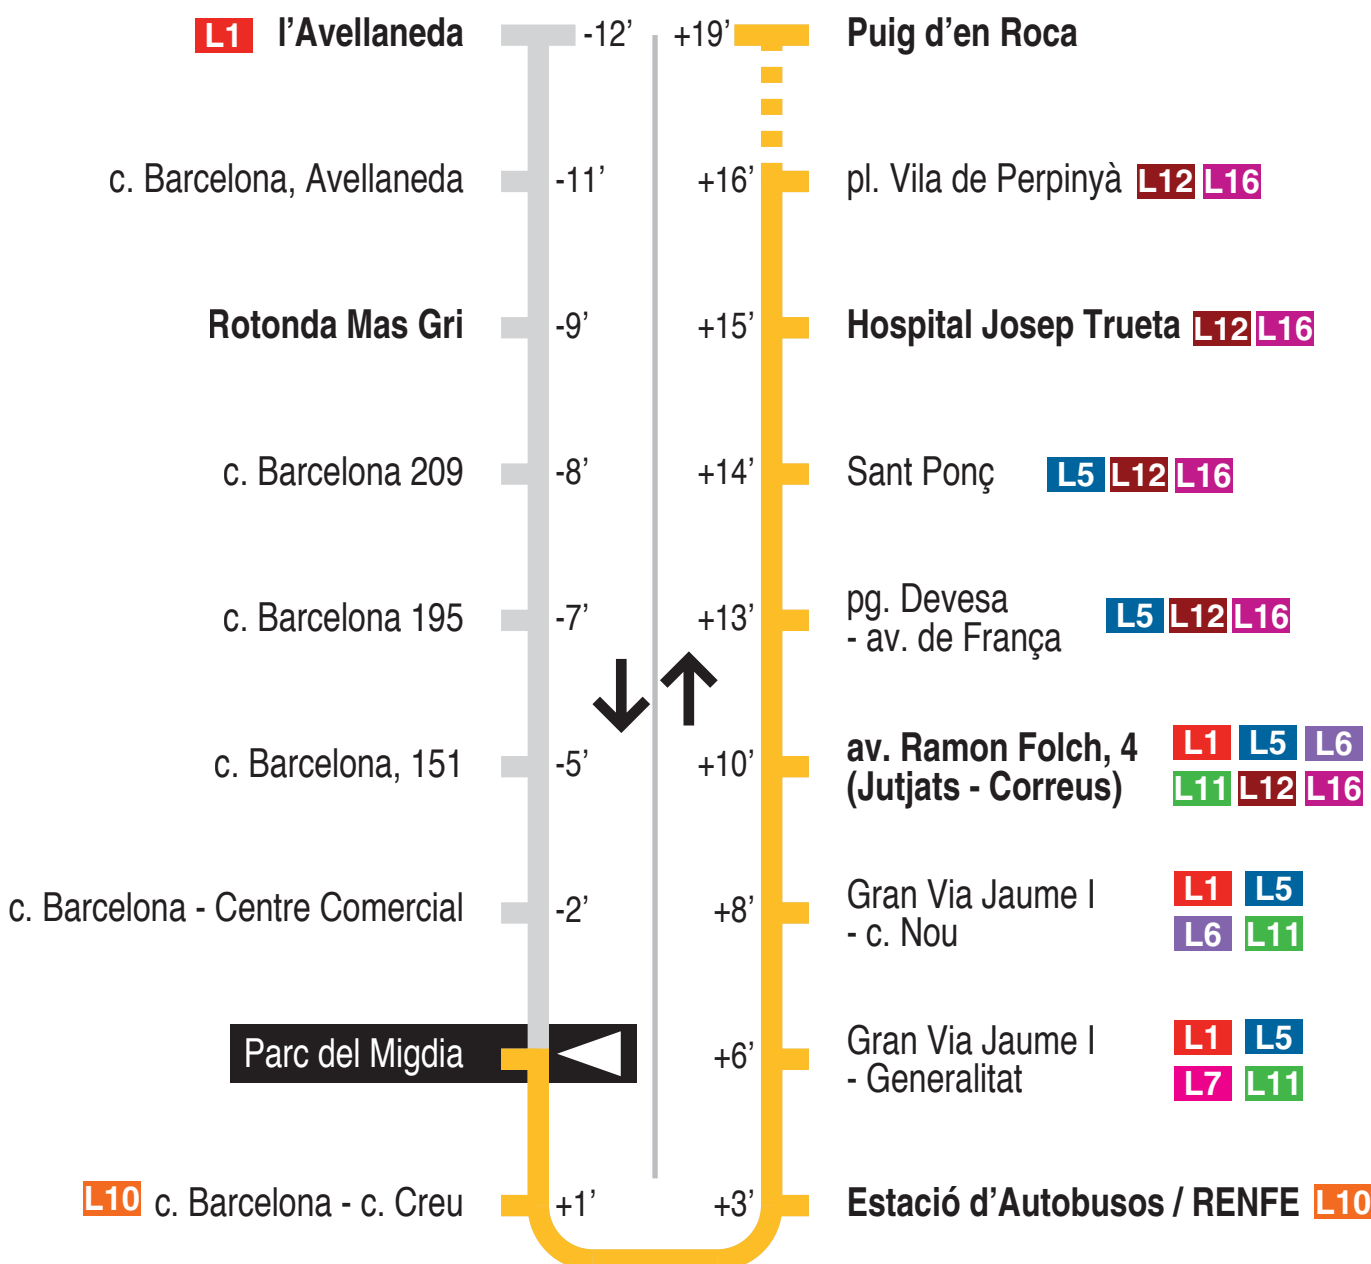 L1 l’Avellaneda -12’ +19’ Puig d’en Roca
c. Barcelona, Avellaneda -11’ +16’ pl. Vila de Perpinyà L12 L16
Rotonda Mas Gri -9’ +15’ Hospital Josep Trueta L12 L16
c. Barcelona 209 -8’ +14’ Sant Ponç L5 L12 L16
c. Barcelona 195 -7’ +13’ pg. Devesa
- av. de França L5 L12 L16
c. Barcelona, 151 -5’ +10’ av. Ramon Folch, 4 L1 L5 L6
(Jutjats - Correus) L11 L12 L16
c. Barcelona - Centre Comercial -2’ +8’ Gran Via Jaume I L1 L5
- c. Nou L6 L11
Parc del Migdia +6’ Gran Via Jaume I L1 L5
- Generalitat L7 L11
L10 c. Barcelona - c. Creu +1’ +3’ Estació d’Autobusos / RENFE L10